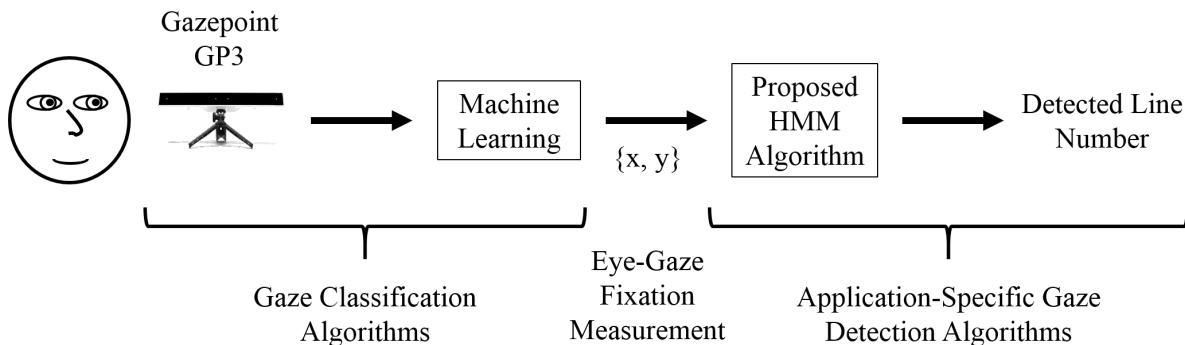 Gazepoint
GP3
Machine
Learning
{x, y}
Proposed
HMM
Algorithm
Detected Line
Number
Gaze Classification
Algorithms
Eye-Gaze
Fixation
Measurement
Application-Specific Gaze
Detection Algorithms